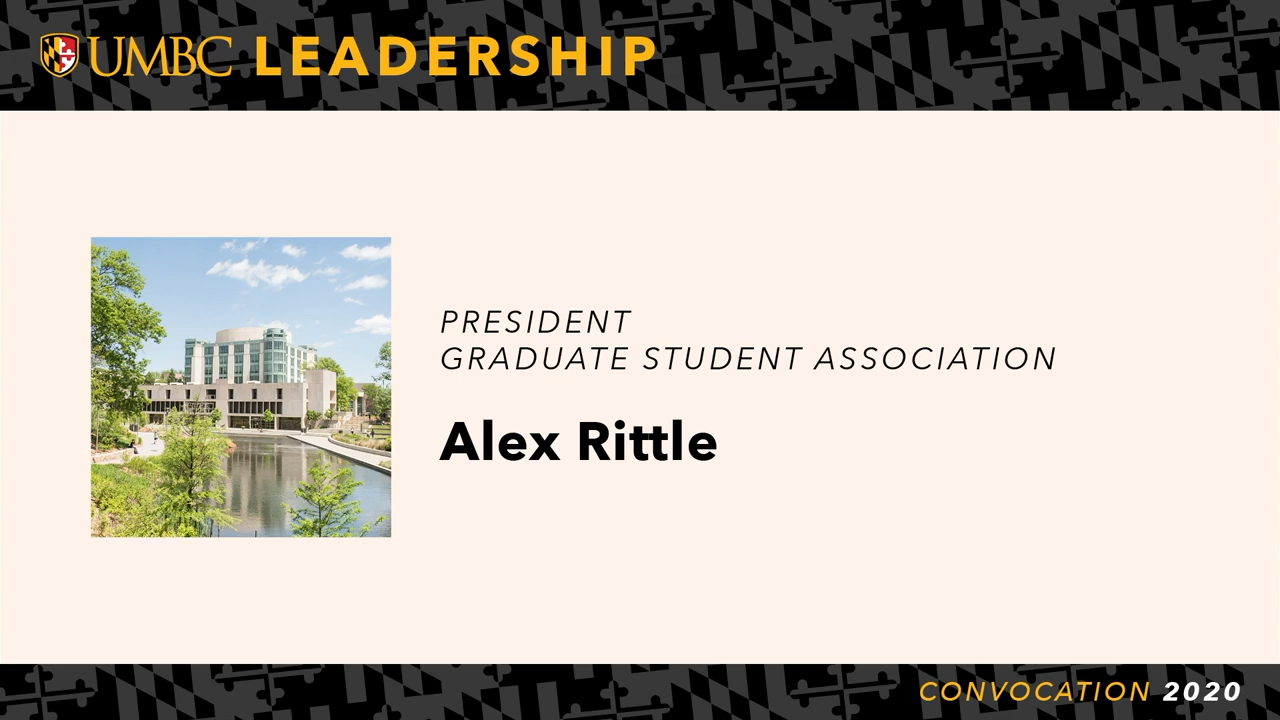 UMBC LEADERSHIP
PRESIDENT
GRADUATE STUDENT ASSOCIATION
Alex Rittle
CONVOCATION 2020